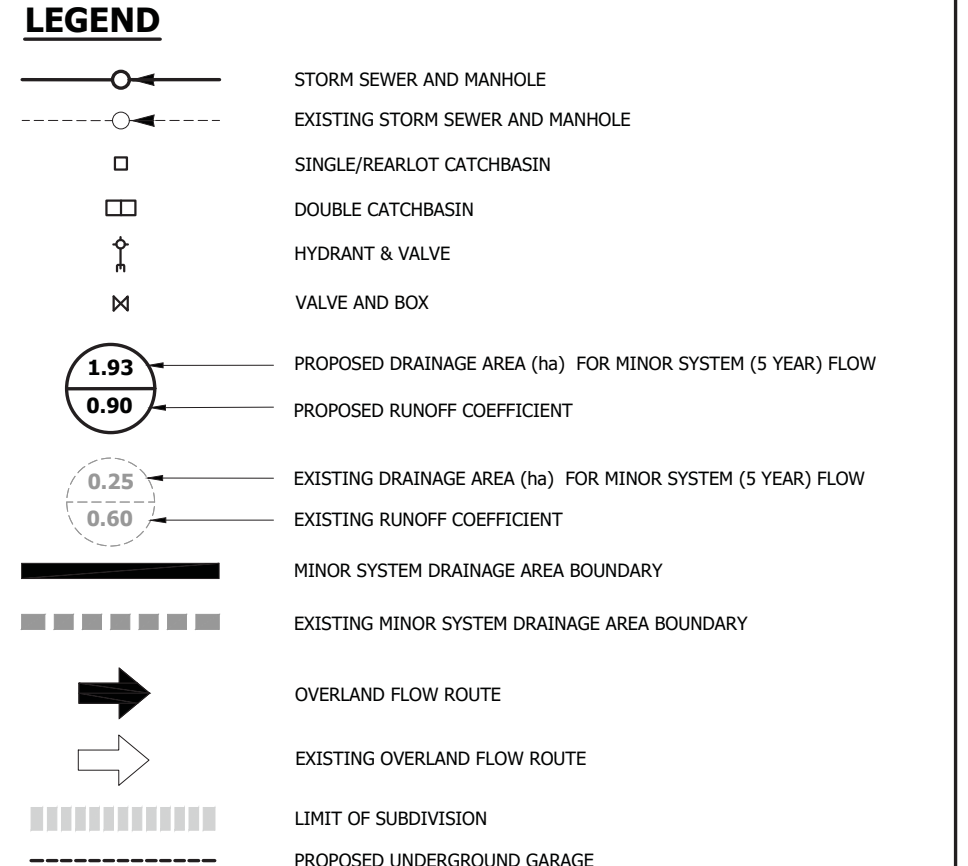 LEGEND
STORM SEWER AND MANHOLE
EXISTING STORM SEWER AND MANHOLE
SINGLE/REARLOT CATCHBASIN
DOUBLE CATCHBASIN
HYDRANT & VALVE
VALVE AND BOX
1.93 PROPOSED DRAINAGE AREA (ha) FOR MINOR SYSTEM (5 YEAR) FLOW
0.90 PROPOSED RUNOFF COEFFICIENT
0.25 EXISTING DRAINAGE AREA (ha) FOR MINOR SYSTEM (5 YEAR) FLOW
0.60 EXISTING RUNOFF COEFFICIENT
MINOR SYSTEM DRAINAGE AREA BOUNDARY
EXISTING MINOR SYSTEM DRAINAGE AREA BOUNDARY
OVERLAND FLOW ROUTE
EXISTING OVERLAND FLOW ROUTE
LIMIT OF SUBDIVISION
PROPOSED UNDERGROUND GARAGE